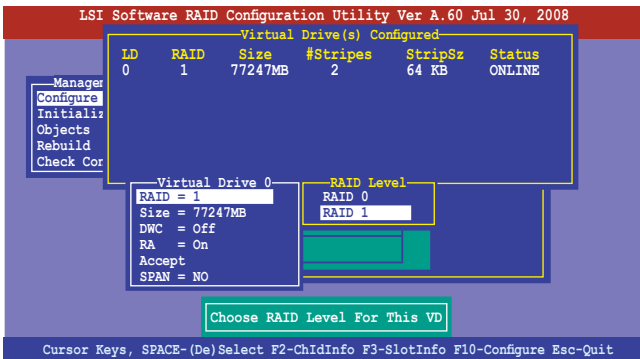 LSI Software RAID Configuration Utility Ver A.60 Jul 30, 2008
Virtual Drive(s) Configured
LD RAID Size #Stripes StripSz Status
0 1 77247MB 2 64 KB ONLINE
Managem
Configure
Initializ
Objects
Rebuild
Check Con
Virtual Drive 0
RAID = 1
Size = 77247MB
DWC = Off
RA = On
Accept
SPAN = NO
RAID Level
RAID 0
RAID 1
Choose RAID Level For This VD
Cursor Keys, SPACE-(De)Select F2-ChIdInfo F3-SlotInfo F10-Configure Esc-Quit